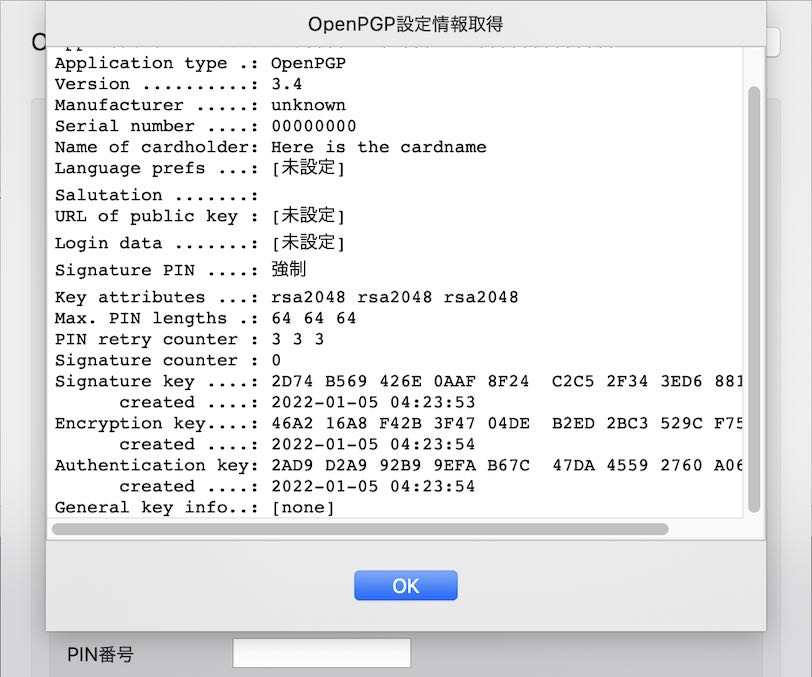 OpenPGP設定情報取得
Application type .: OpenPGP
Version ..........: 3.4
Manufacturer .....: unknown
Serial number ....: 00000000
Name of cardholder: Here is the cardname
Language prefs ...: [未設定]
Salutation .......:
URL of public key : [未設定]
Login data .......: [未設定]
Signature PIN ....: 強制
Key attributes ...: rsa2048 rsa2048 rsa2048
Max. PIN lengths .: 64 64 64
PIN retry counter : 3 3 3
Signature counter : 0
Signature key ....: 2D74 B569 426E 0AAF 8F24  C2C5 2F34 3ED6 881
      created ....: 2022-01-05 04:23:53
Encryption key....: 46A2 16A8 F42B 3F47 04DE  B2ED 2BC3 529C F75
      created ....: 2022-01-05 04:23:54
Authentication key: 2AD9 D2A9 92B9 9EFA B67C  47DA 4559 2760 A06
      created ....: 2022-01-05 04:23:54
General key info..: [none]
OK
PIN番号